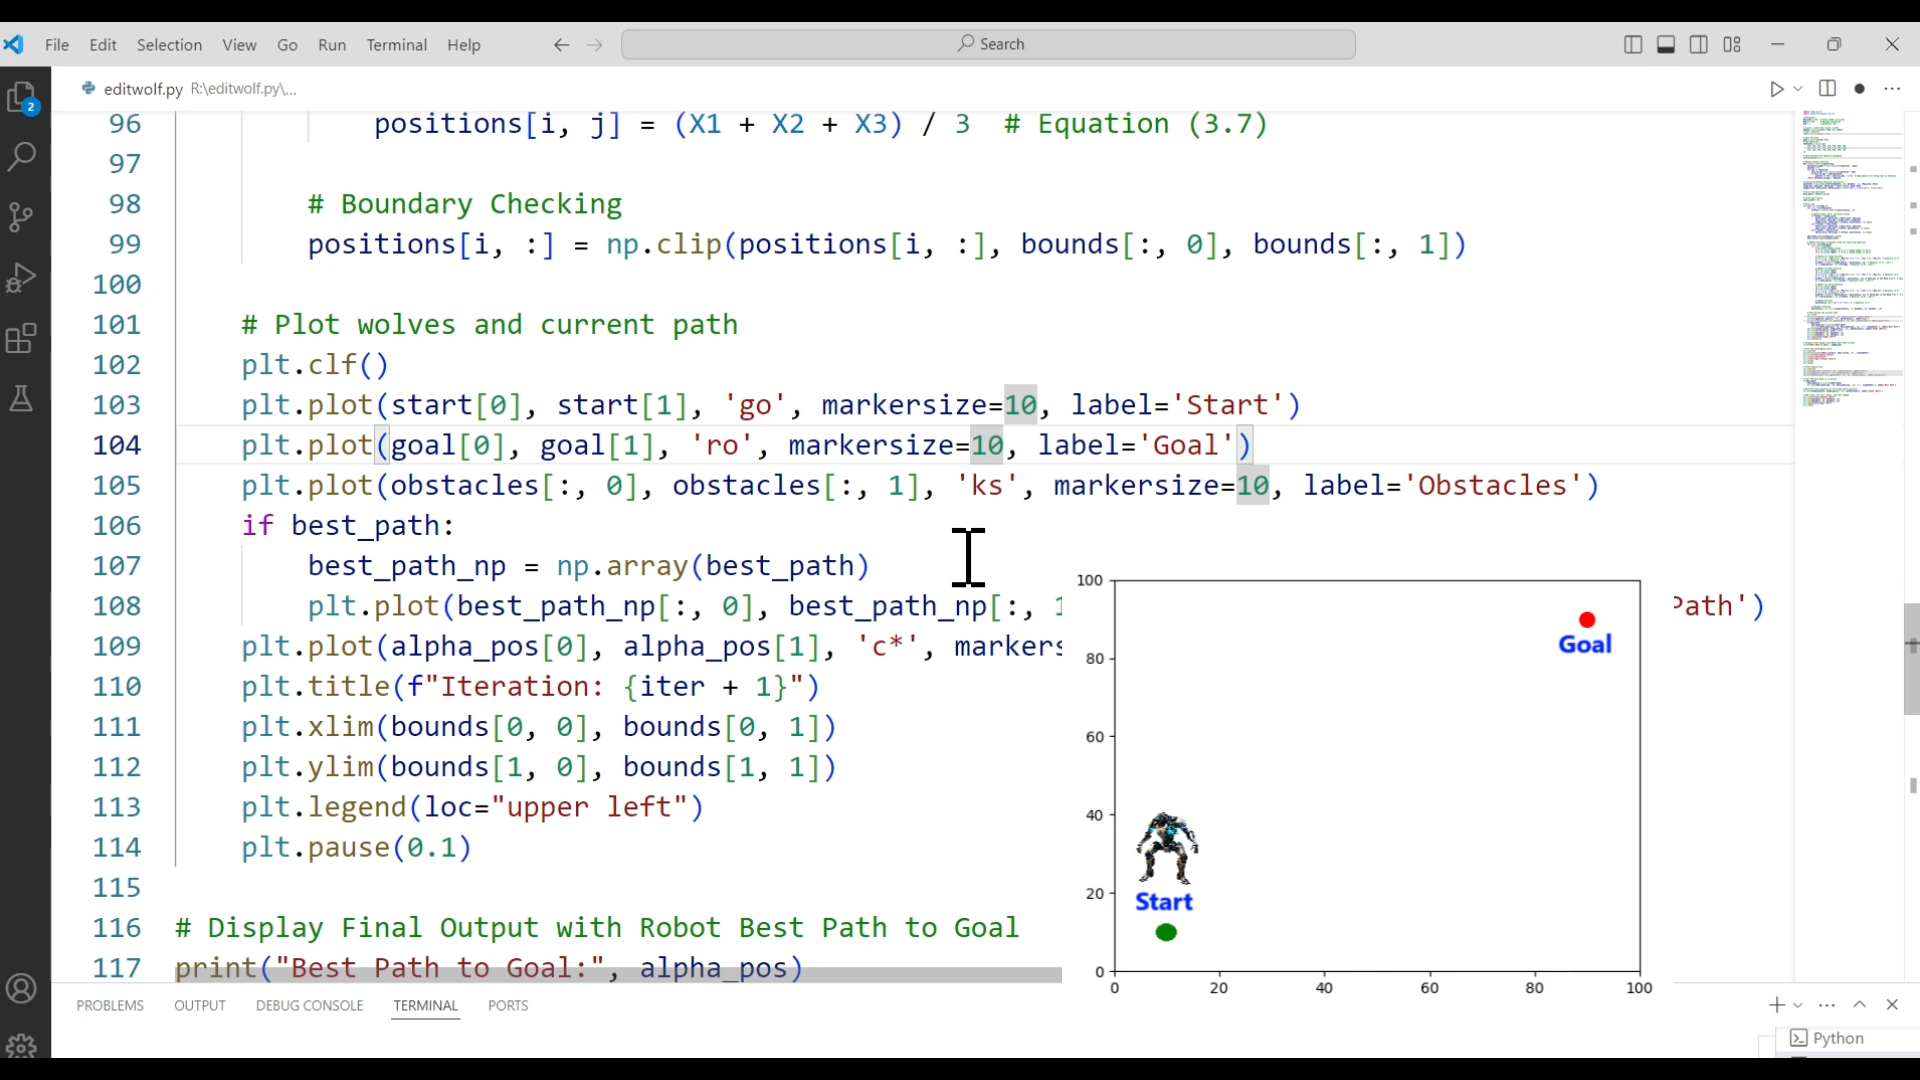 File Edit Selection View Go Run Terminal Help Search
editwolf.py R:\editwolf.py\...
2
96 positions[i, j] = (X1 + X2 + X3) / 3 # Equation (3.7)
97
98 # Boundary Checking
99 positions[i, :] = np.clip(positions[i, :], bounds[:, 0], bounds[:, 1])
100
101 # Plot wolves and current path
102 plt.clf()
103 plt.plot(start[0], start[1], 'go', markersize=10, label='Start')
104 plt.plot(goal[0], goal[1], 'ro', markersize=10, label='Goal')
105 plt.plot(obstacles[:, 0], obstacles[:, 1], 'ks', markersize=10, label='Obstacles')
106 if best_path:
107 best_path_np = np.array(best_path)
108 plt.plot(best_path_np[:, 0], best_path_np[:, 1 Path')
109 plt.plot(alpha_pos[0], alpha_pos[1], 'c*', markers
110 plt.title(f"Iteration: {iter + 1}")
111 plt.xlim(bounds[0, 0], bounds[0, 1])
112 plt.ylim(bounds[1, 0], bounds[1, 1])
113 plt.legend(loc="upper left")
114 plt.pause(0.1)
115
116 # Display Final Output with Robot Best Path to Goal
117 print("Best Path to Goal:", alpha_pos)
100
Goal
80
60
40
20
Start
0
0 20 40 60 80 100
PROBLEMS OUTPUT DEBUG CONSOLE TERMINAL PORTS
Python